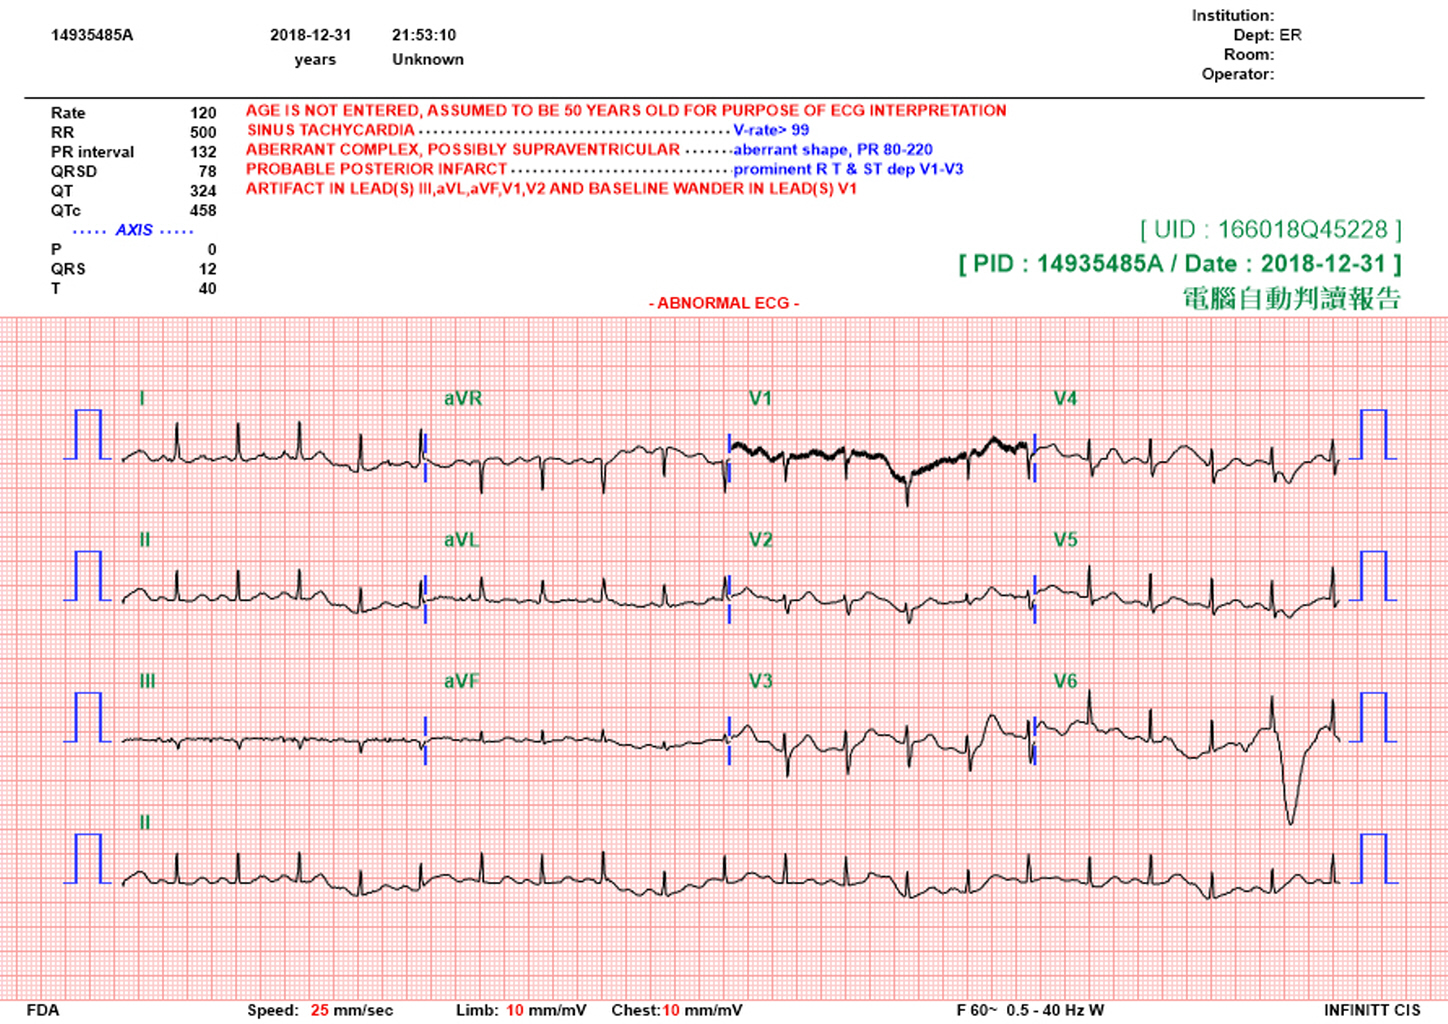 Institution:
14935485A 2018-12-31 21:53:10 Dept: ER
years Unknown Room:
Operator:
Rate 120 AGE IS NOT ENTERED, ASSUMED TO BE 50 YEARS OLD FOR PURPOSE OF ECG INTERPRETATION
RR 500 SINUS TACHYCARDIA ........................................ V-rate> 99
PR interval 132 ABERRANT COMPLEX, POSSIBLY SUPRAVENTRICULAR ....... aberrant shape, PR 80-220
QRSD 78 PROBABLE POSTERIOR INFARCT ............................ prominent R T & ST dep V1-V3
QT 324 ARTIFACT IN LEAD(S) III,aVL,aVF,V1,V2 AND BASELINE WANDER IN LEAD(S) V1
QTc 458
..... AXIS .....
P 0
QRS 12
T 40
[ UID : 166018Q45228 ]
[ PID : 14935485A / Date : 2018-12-31 ]
電腦自動判讀報告
- ABNORMAL ECG -
I aVR V1 V4
II aVL V2 V5
III aVF V3 V6
II
FDA Speed: 25 mm/sec Limb: 10 mm/mV Chest:10 mm/mV F 60~ 0.5 - 40 Hz W INFINITT CIS